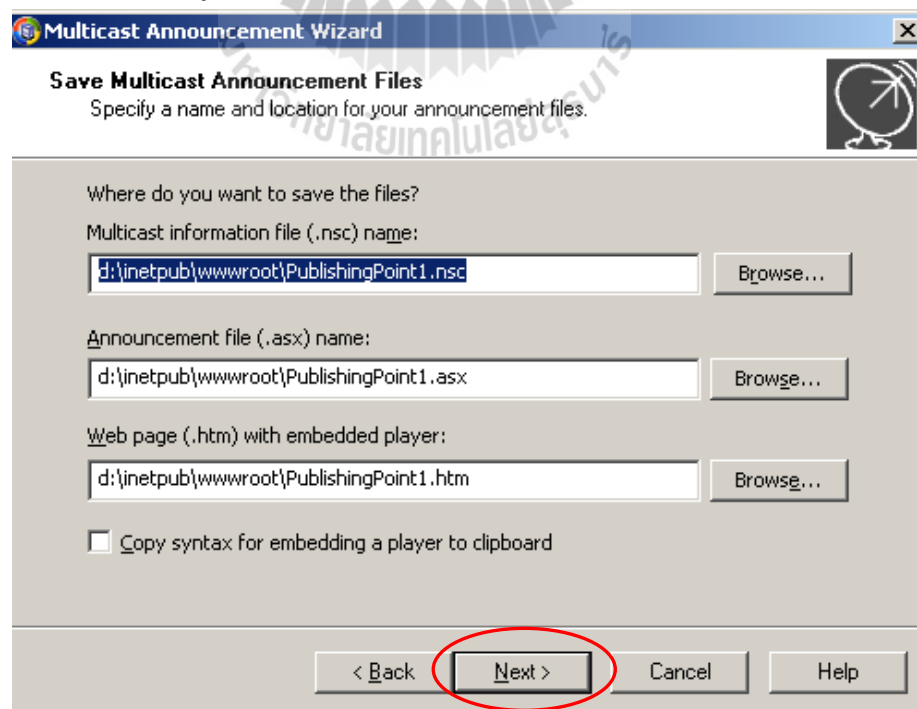 Multicast Announcement Wizard
Save Multicast Announcement Files
Specify a name and location for your announcement files.
Where do you want to save the files?
Multicast information file (.nsc) name:
d:\inetpub\wwwroot\PublishingPoint1.nsc
Browse...
Announcement file (.asx) name:
d:\inetpub\wwwroot\PublishingPoint1.asx
Browse...
Web page (.htm) with embedded player:
d:\inetpub\wwwroot\PublishingPoint1.htm
Browse...
Copy syntax for embedding a player to clipboard
< Back
Next >
Cancel
Help